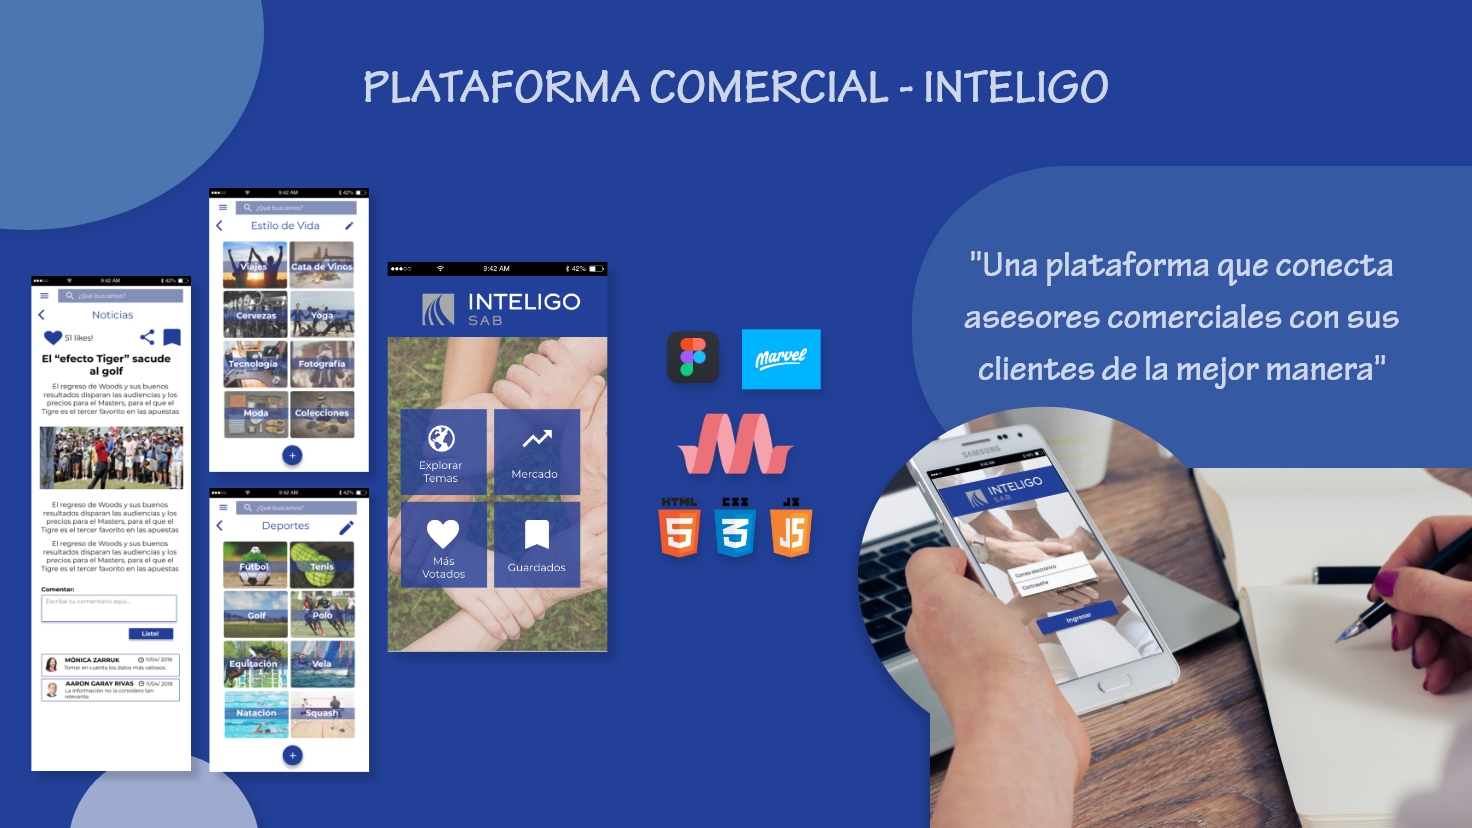 PLATAFORMA COMERCIAL - INTELIGO
9:42 AM
42%
¿Qué buscamos?
Noticias
51 likes!
El “efecto Tiger” sacude
al golf
El regreso de Woods y sus buenos
resultados disparan las audiencias y los
precios para el Masters, para el que el
Tigre es el tercer favorito en las apuestas
El regreso de Woods y sus buenos
resultados disparan las audiencias y los
precios para el Masters, para el que el
Tigre es el tercer favorito en las apuestas
El regreso de Woods y sus buenos
resultados disparan las audiencias y los
precios para el Masters, para el que el
Tigre es el tercer favorito en las apuestas
Comentar:
Escribe tu comentario aquí...
Listo!
MÓNICA ZARRUK 11/04/ 2018
Tomar en cuenta los datos más valiosos.
AARON GARAY RIVAS 11/04/ 2018
La información no la considero tan
relevante.
9:42 AM
42%
¿Qué buscamos?
Estilo de Vida
Viajes Cata de Vinos
Cervezas Yoga
Tecnología Fotografía
Moda Colecciones
+
9:42 AM
42%
¿Qué buscamos?
Deportes
Futbol Tenis
Golf Polo
Equitación Vela
Natación Squash
+
9:42 AM
42%
INTELIGO
SAB
Explorar
Temas
Mercado
Más
Votados
Guardados
Marvel
HTML CSS JS
5 3 JS
"Una plataforma que conecta
asesores comerciales con sus
clientes de la mejor manera"
SAMSUNG
INTELIGO
SAB
Correo electrónico
Contraseña
Ingresar